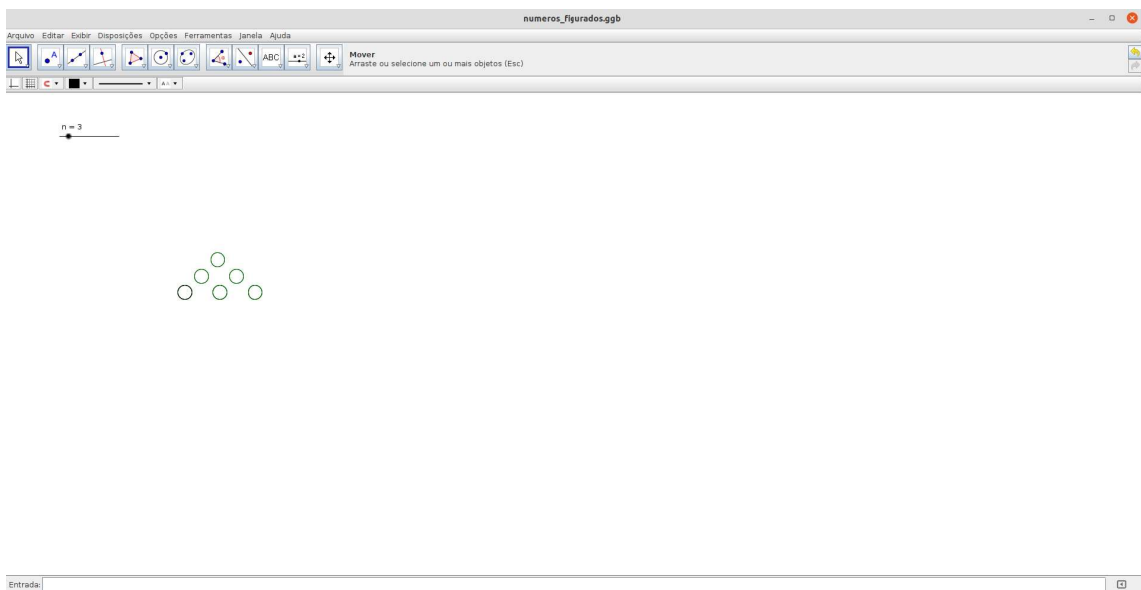 numeros_figurados.ggb
Arquivo Editar Exibir Disposições Opções Ferramentas Janela Ajuda
A
ABC
a=2
Mover
Arraste ou selecione um ou mais objetos (Esc)
n = 3
Entrada: